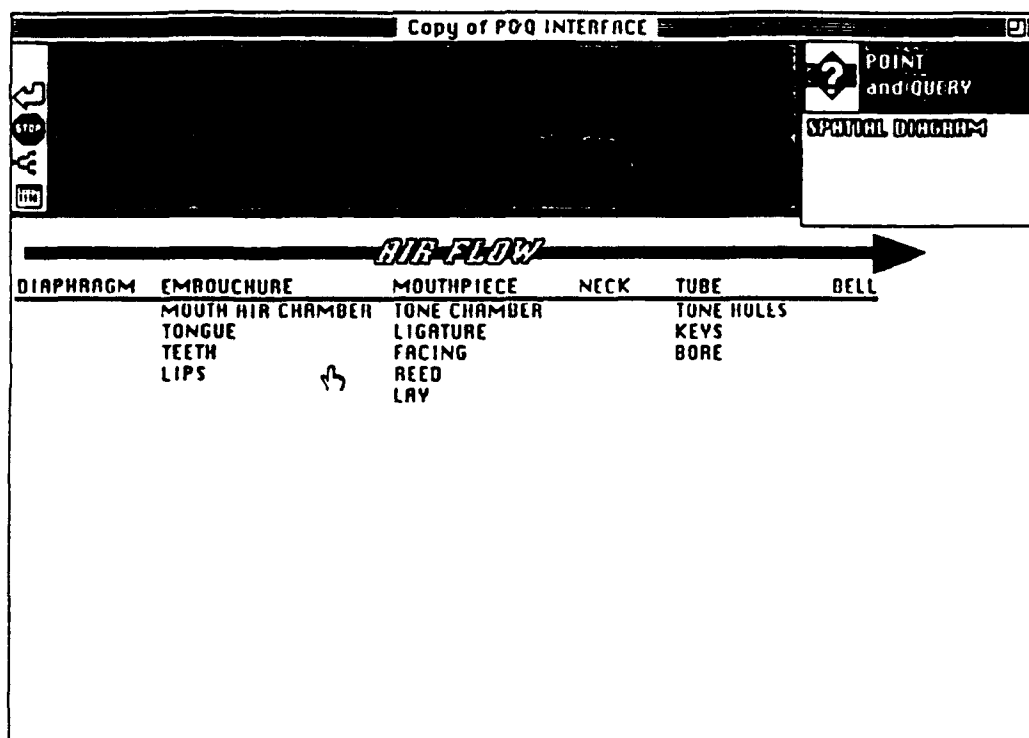 Copy of P&Q INTERFACE
POINT
and QUERY
STOP
SPATIAL DIAGRAM
AIR FLOW
DIAPHRAGM EMBOUCHURE MOUTHPIECE NECK TUBE BELL
MOUTH AIR CHAMBER TONE CHAMBER TONE HOLES
TONGUE LIGATURE KEYS
TEETH FACING BORE
LIPS REED
LAY